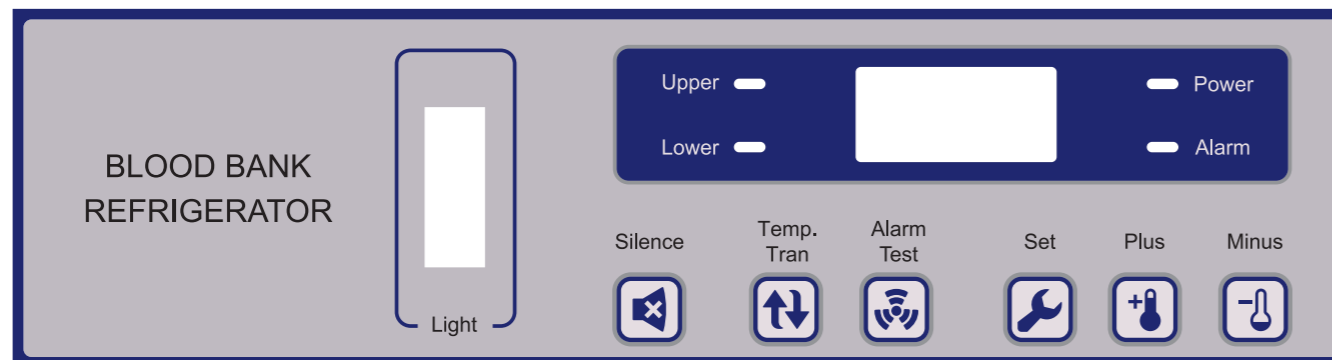 BLOOD BANK
REFRIGERATOR
Light
Upper
Power
Lower
Alarm
Silence
Temp.
Tran
Alarm
Test
Set
Plus
Minus